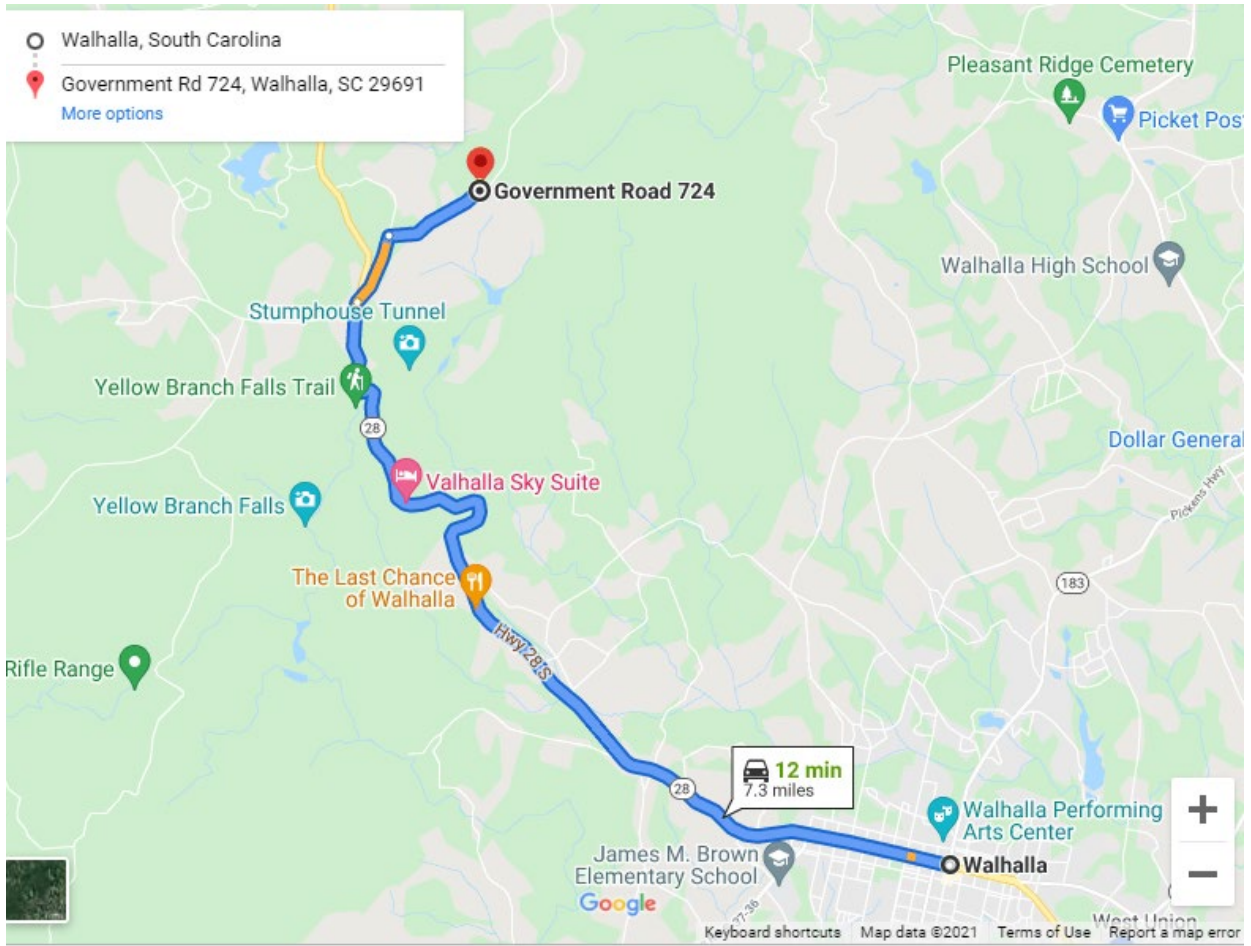 Walhalla, South Carolina
Government Rd 724, Walhalla, SC 29691
More options
Pleasant Ridge Cemetery
Picket Post
Government Road 724
Walhalla High School
Stumphouse Tunnel
Yellow Branch Falls Trail
28
Dollar General
Valhalla Sky Suite
Yellow Branch Falls
Pickens Hwy
The Last Chance
of Walhalla
183
Hwy 28 S
Rifle Range
12 min
7.3 miles
28
Walhalla Performing
Arts Center
James M. Brown
Elementary School
Walhalla
Google
37-36
West Union
Keyboard shortcuts Map data ©2021 Terms of Use Report a map error